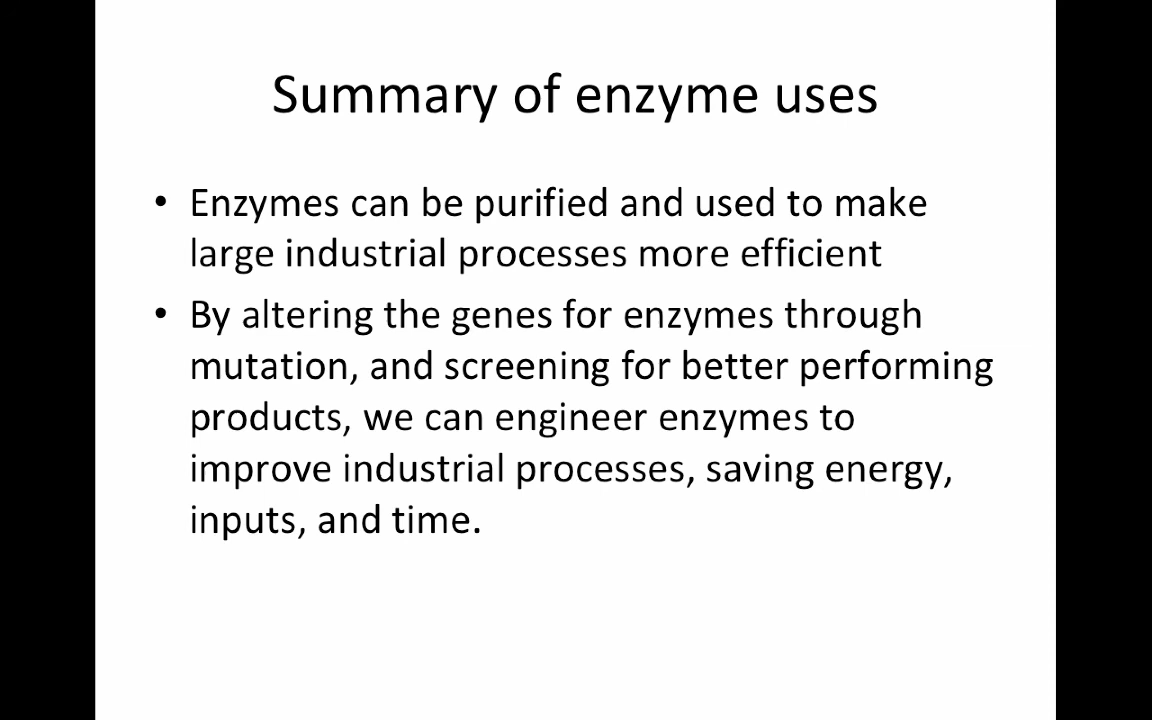 Summary of enzyme uses
• Enzymes can be purified and used to make
large industrial processes more efficient
• By altering the genes for enzymes through
mutation, and screening for better performing
products, we can engineer enzymes to
improve industrial processes, saving energy,
inputs, and time.